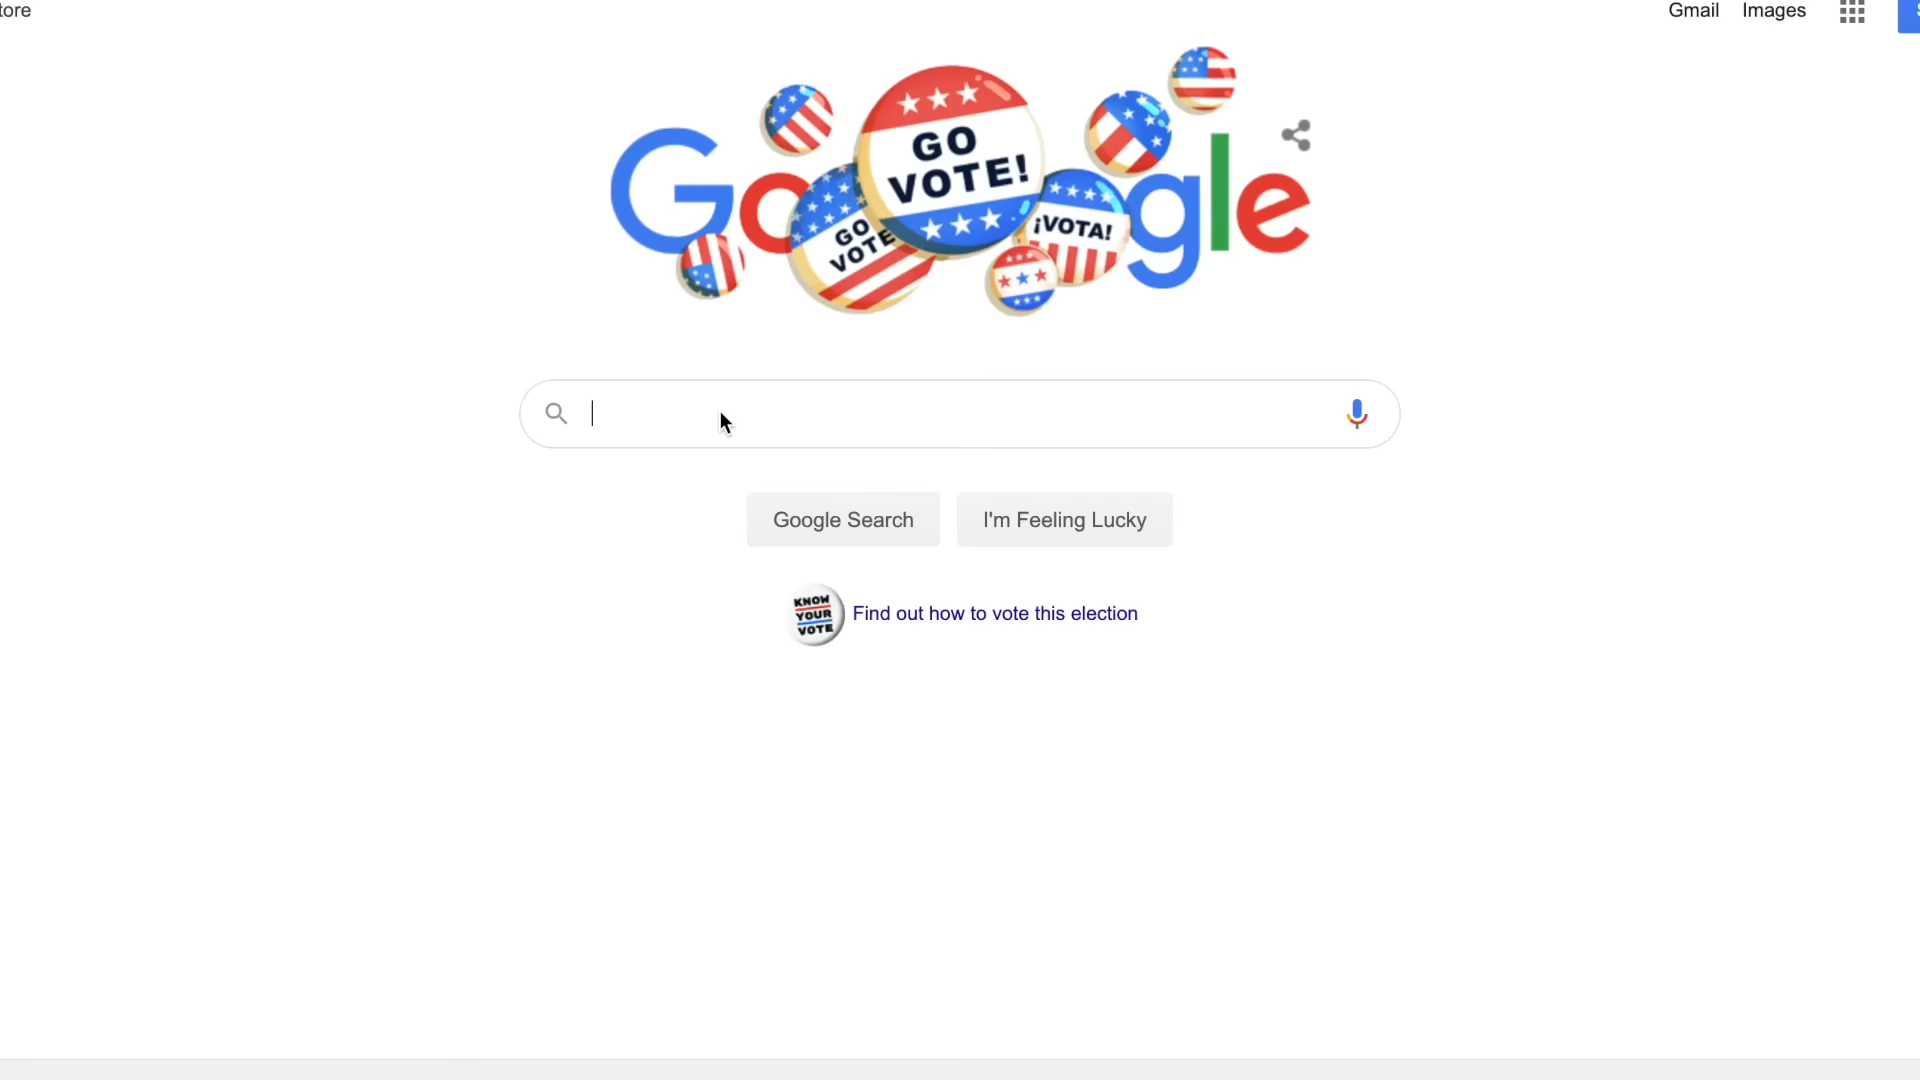 tore
Gmail Images
Google
GO
VOTE!
GO
VOTE
¡VOTA!
Google Search
I'm Feeling Lucky
KNOW
YOUR
VOTE
Find out how to vote this election